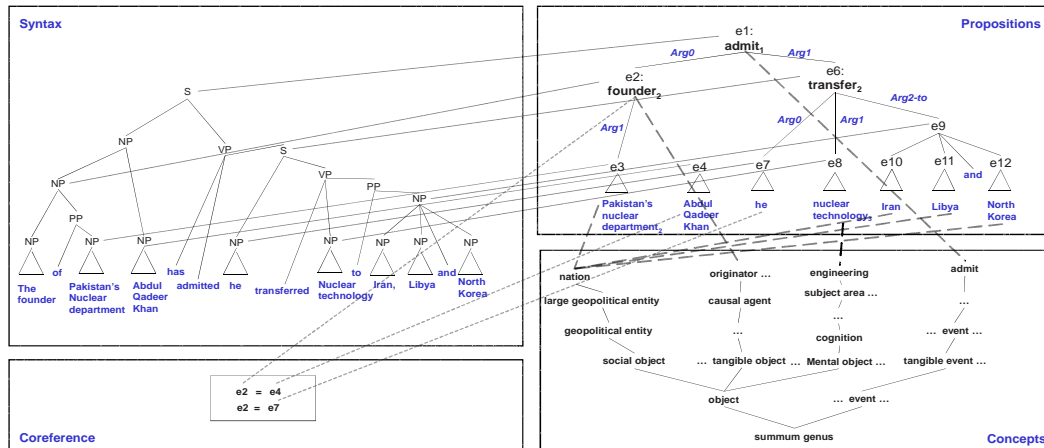 Syntax
S
NP
VP
S
NP
VP
PP
PP
NP
NP
NP
NP
NP
NP
NP
NP
NP
The founder
of
Pakistan's Nuclear department
Abdul Qadeer Khan
has
admitted
he
transferred
Nuclear technology
to
Iran,
Libya
and
North Korea
Propositions
e1:
admit1
Arg0
Arg1
e2:
founder2
e6:
transfer2
Arg1
Arg0
Arg1
Arg2-to
e9
e3
e4
e7
e8
e10
e11
and
e12
Pakistan's
nuclear
department2
Abdul
Qadeer
Khan
he
nuclear
technology3
Iran
Libya
North
Korea
Coreference
e2 = e4
e2 = e7
nation
originator …
engineering
admit
large geopolitical entity
causal agent
subject area …
…
geopolitical entity
…
…
… event …
cognition
social object
… tangible object …
Mental object …
tangible event …
object
… event …
summum genus
Concepts